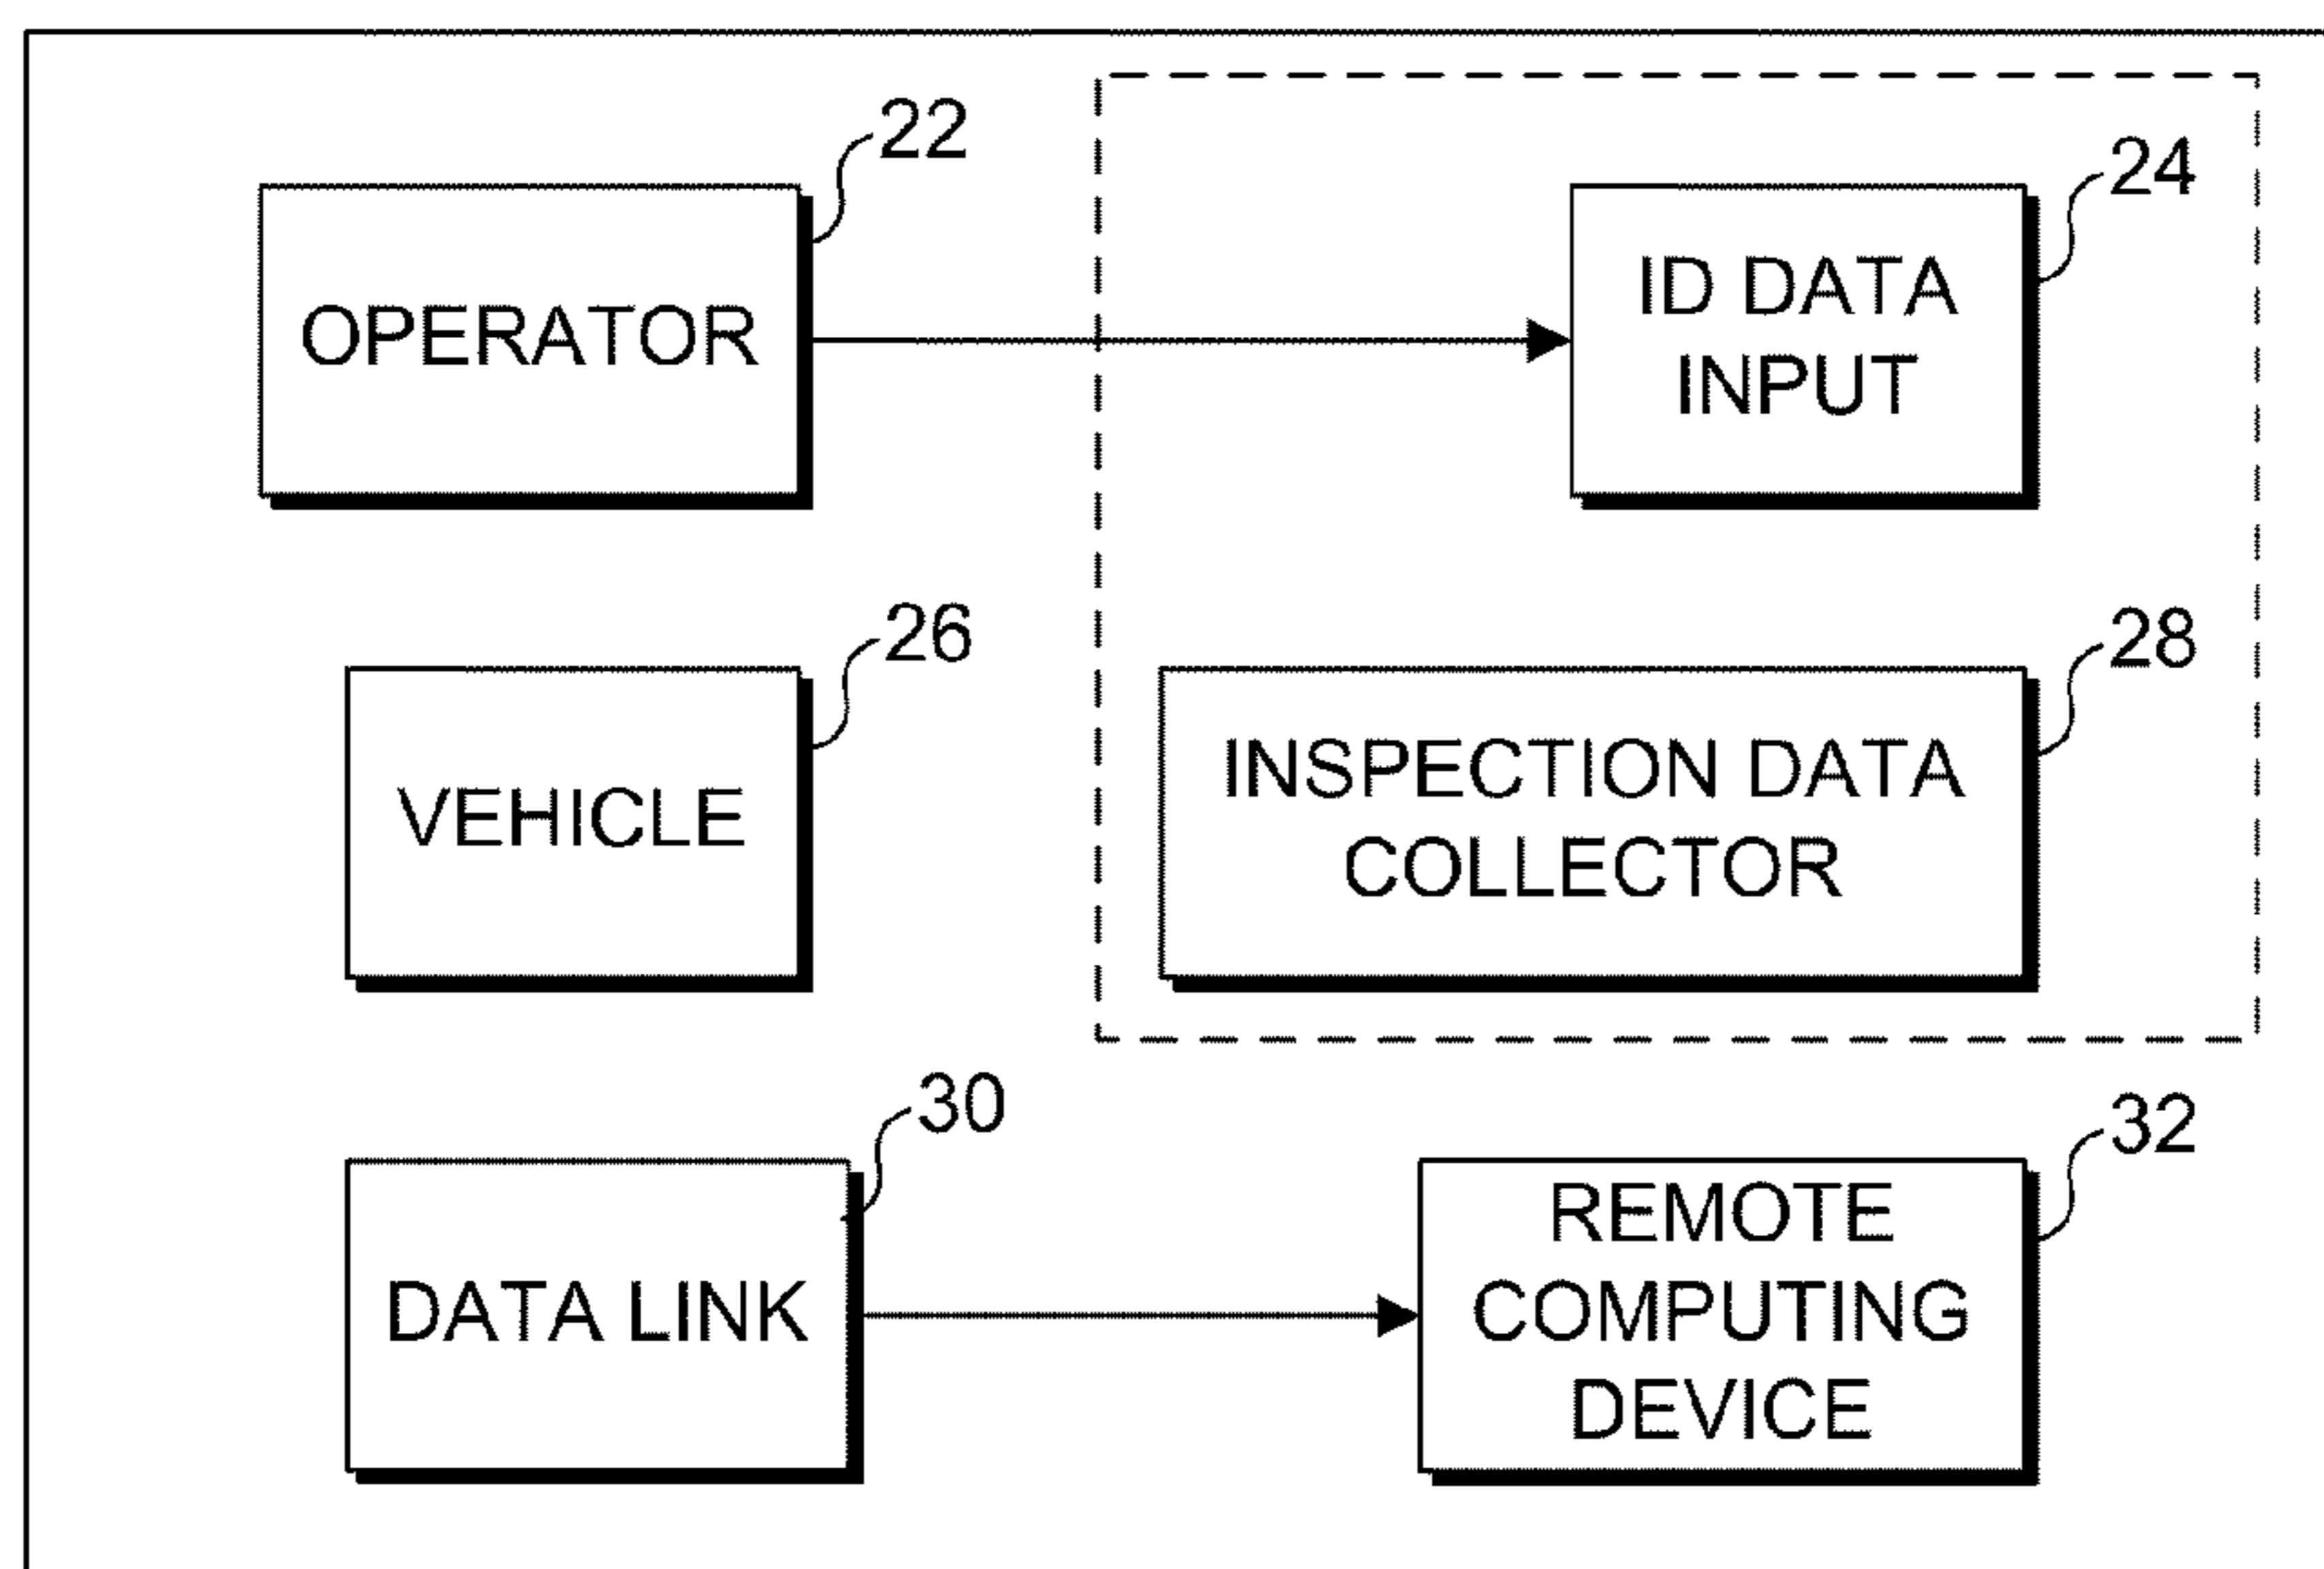 22
OPERATOR
24
ID DATA
INPUT
26
VEHICLE
28
INSPECTION DATA
COLLECTOR
30
DATA LINK
32
REMOTE
COMPUTING
DEVICE